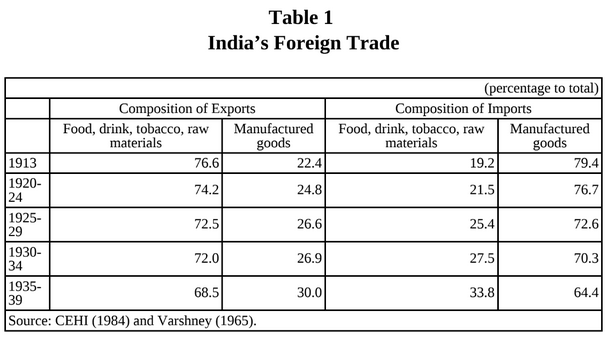 Table 1
India’s Foreign Trade
(percentage to total)
Composition of Exports Composition of Imports
Food, drink, tobacco, raw materials Manufactured goods Food, drink, tobacco, raw materials Manufactured goods
1913 76.6 22.4 19.2 79.4
1920-24 74.2 24.8 21.5 76.7
1925-29 72.5 26.6 25.4 72.6
1930-34 72.0 26.9 27.5 70.3
1935-39 68.5 30.0 33.8 64.4
Source: CEHI (1984) and Varshney (1965).